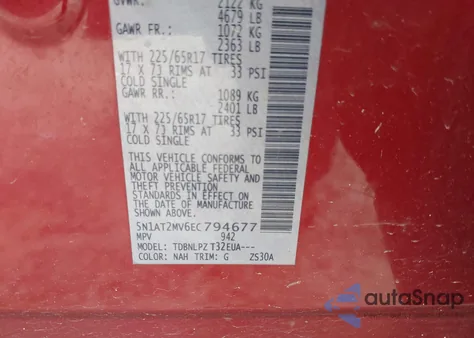 GVWR: 2122 KG
4679 LB
GAWR FR.: 1072 KG
2363 LB
WITH 225/65R17 TIRES
17 X 7J RIMS AT 33 PSI
COLD SINGLE
GAWR RR.: 1089 KG
2401 LB
WITH 225/65R17 TIRES
17 X 7J RIMS AT 33 PSI
COLD SINGLE
THIS VEHICLE CONFORMS TO
ALL APPLICABLE FEDERAL
MOTOR VEHICLE SAFETY AND
THEFT PREVENTION
STANDARDS IN EFFECT ON
THE DATE OF MANUFACTURE
SHOWN ABOVE.
5N1AT2MV6EC794677
MPV 942
MODEL: TDBNLPZ T32EUA---
COLOR: NAH TRIM: G ZS30A
autoSnap